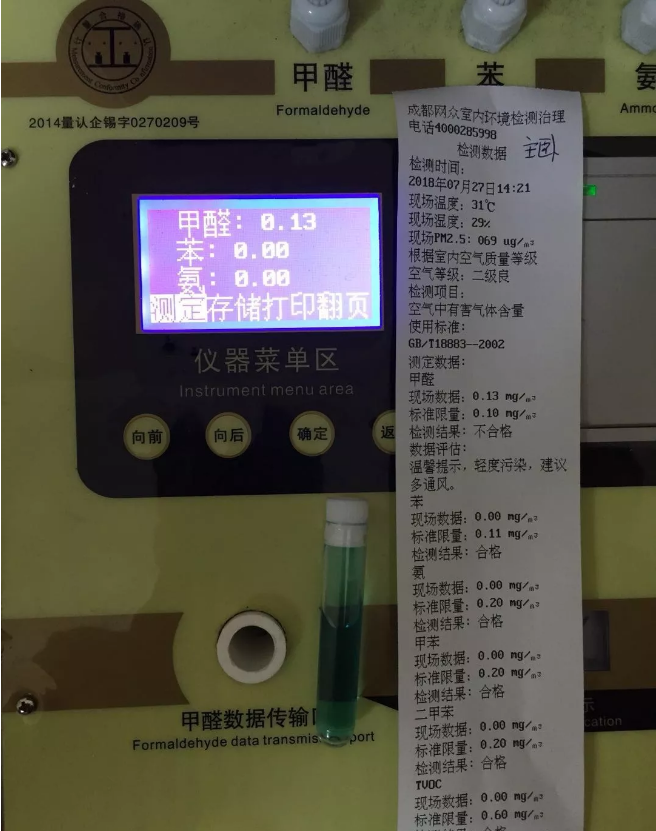 甲醛
Formaldehyde
苯
氨
Ammo
2014量认企锡字0270209号
甲醛：0.13
苯：0.00
氨：0.00
测定存储打印翻页
仪器菜单区
Instrument menu area
向前
向后
确定
返
甲醛数据传输
Formaldehyde data transmis
port
成都网众室内环境检测治理
电话4000285998
检测数据 主卧
检测时间：
2018年07月27日14:21
现场温度：31℃
现场湿度：29%
现场PM2.5：069 ug/m³
根据室内空气质量等级
空气等级：二级良
检测项目：
空气中有害气体含量
使用标准：
GB/T18883--2002
测定数据：
甲醛
现场数据：0.13 mg/m³
标准限量：0.10 mg/m³
检测结果：不合格
数据评估：
温馨提示，轻度污染，建议
多通风。
苯
现场数据：0.00 mg/m³
标准限量：0.11 mg/m³
检测结果：合格
氨
现场数据：0.00 mg/m³
标准限量：0.20 mg/m³
检测结果：合格
甲苯
现场数据：0.00 mg/m³
标准限量：0.20 mg/m³
检测结果：合格
二甲苯
现场数据：0.00 mg/m³
标准限量：0.20 mg/m³
检测结果：合格
TVOC
现场数据：0.00 mg/m³
标准限量：0.60 mg/m³
示
ication